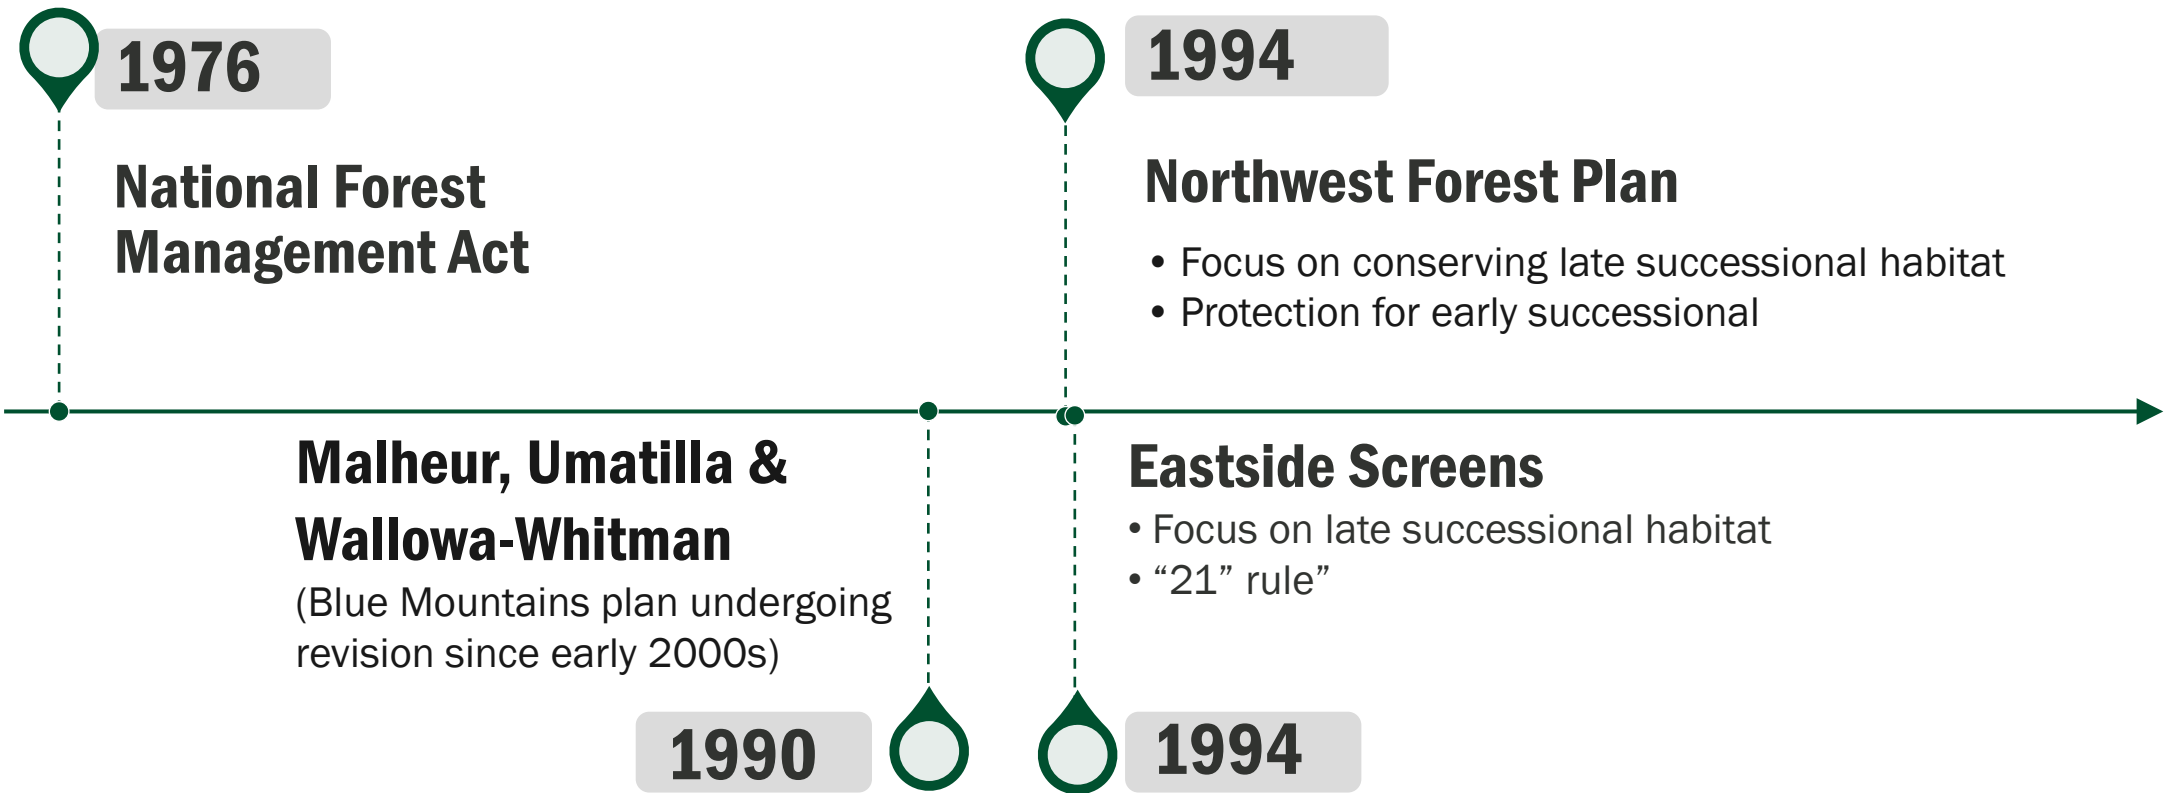 1976
National Forest
Management Act
1994
Northwest Forest Plan
• Focus on conserving late successional habitat
• Protection for early successional
Malheur, Umatilla &
Wallowa-Whitman
(Blue Mountains plan undergoing
revision since early 2000s)
1990
Eastside Screens
• Focus on late successional habitat
• “21” rule”
1994